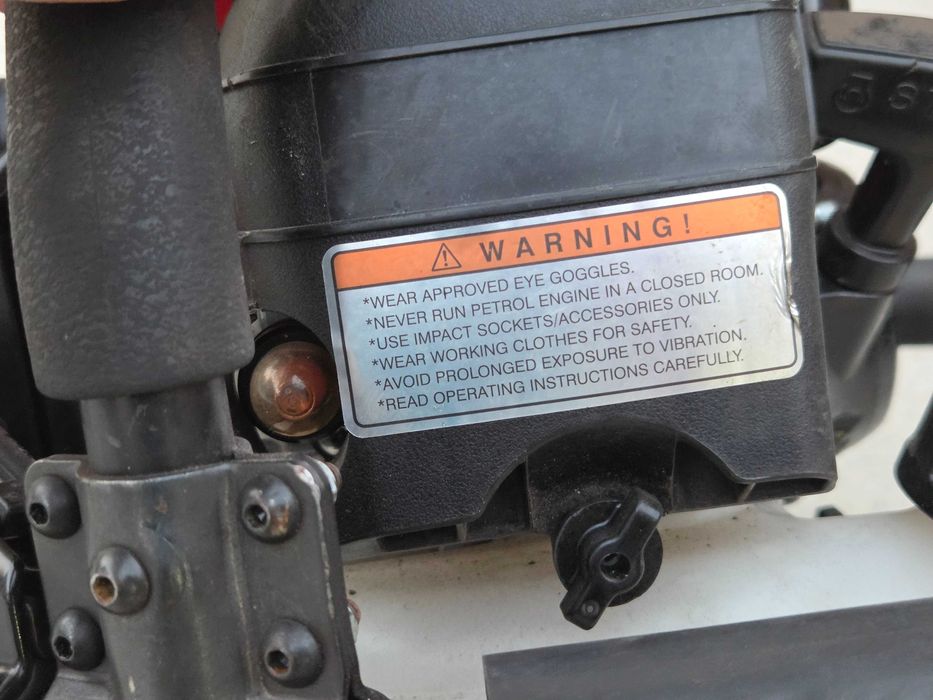 WARNING!
*WEAR APPROVED EYE GOGGLES.
*NEVER RUN PETROL ENGINE IN A CLOSED ROOM.
*USE IMPACT SOCKETS/ACCESSORIES ONLY.
*WEAR WORKING CLOTHES FOR SAFETY.
*AVOID PROLONGED EXPOSURE TO VIBRATION.
*READ OPERATING INSTRUCTIONS CAREFULLY.